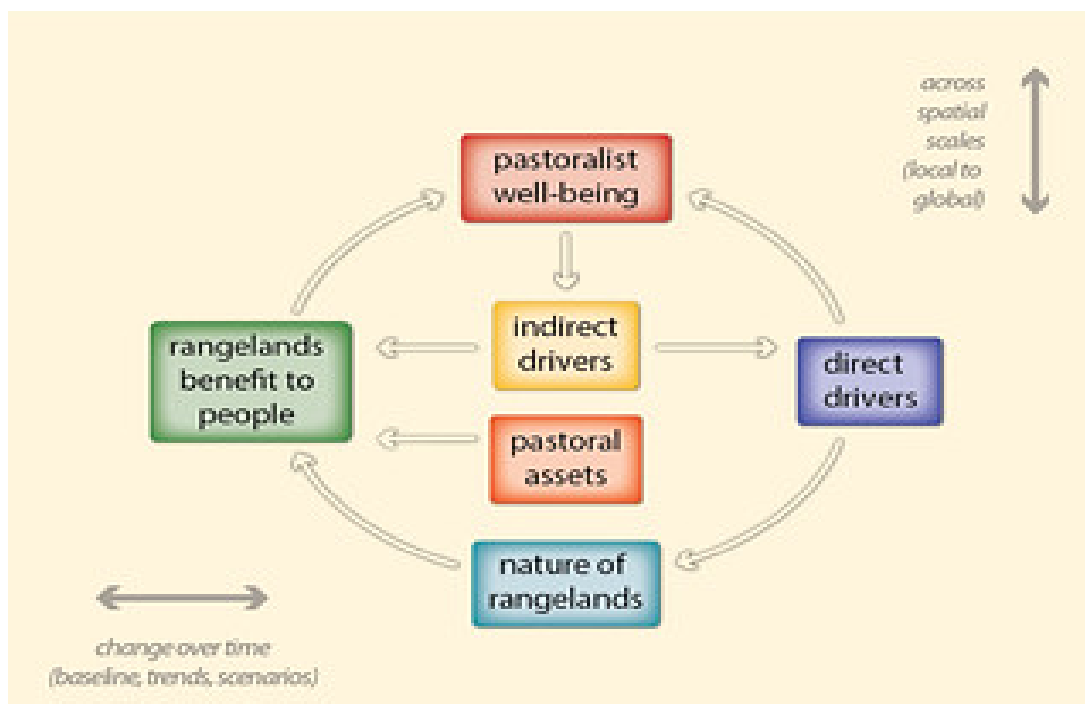 across
spatial
scales
(local to
global)
pastoralist
well-being
indirect
drivers
rangelands
benefit to
people
direct
drivers
pastoral
assets
nature of
rangelands
change over time
(baseline, trends, scenarios)